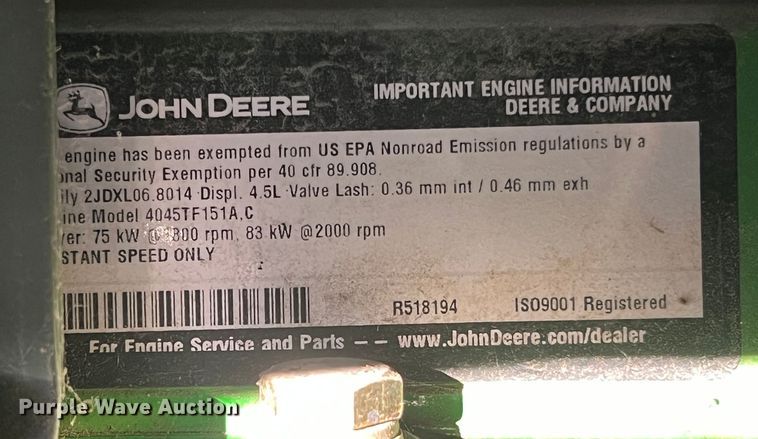 JOHN DEERE
IMPORTANT ENGINE INFORMATION
DEERE & COMPANY
engine has been exempted from US EPA Nonroad Emission regulations by a
onal Security Exemption per 40 cfr 89.908.
ily 2JDXL06.8014 Displ. 4.5L Valve Lash: 0.36 mm int / 0.46 mm exh
ine Model 4045TF151A,C
er: 75 kW @1800 rpm, 83 kW @2000 rpm
STANT SPEED ONLY
R518194 ISO9001 Registered
For Engine Service and Parts – – www.JohnDeere.com/dealer
Purple Wave Auction